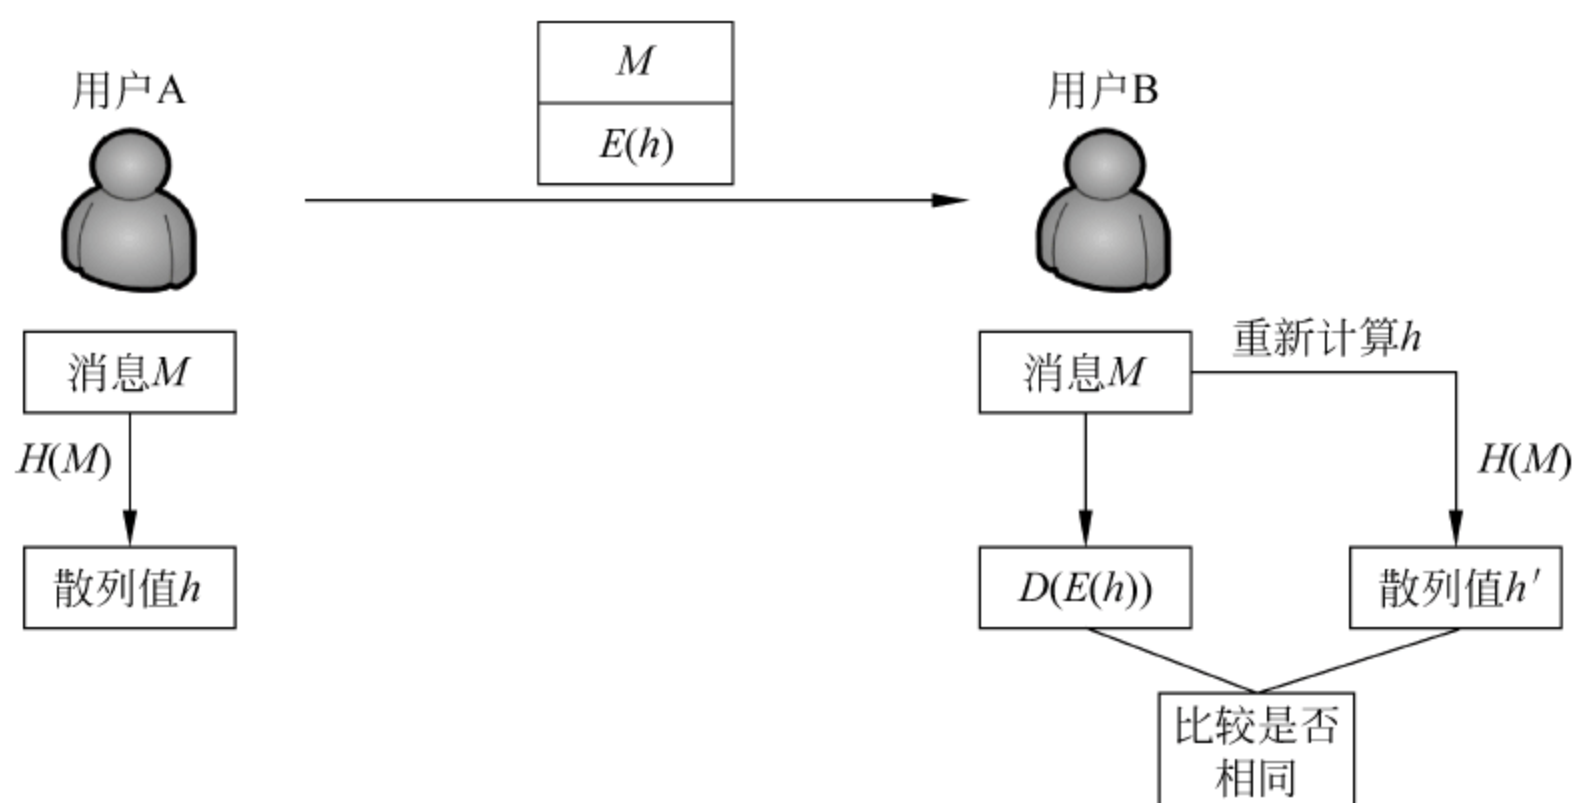 用户A
M
E(h)
用户B
消息M
H(M)
散列值h
消息M
重新计算h
H(M)
D(E(h))
散列值h′
比较是否
相同